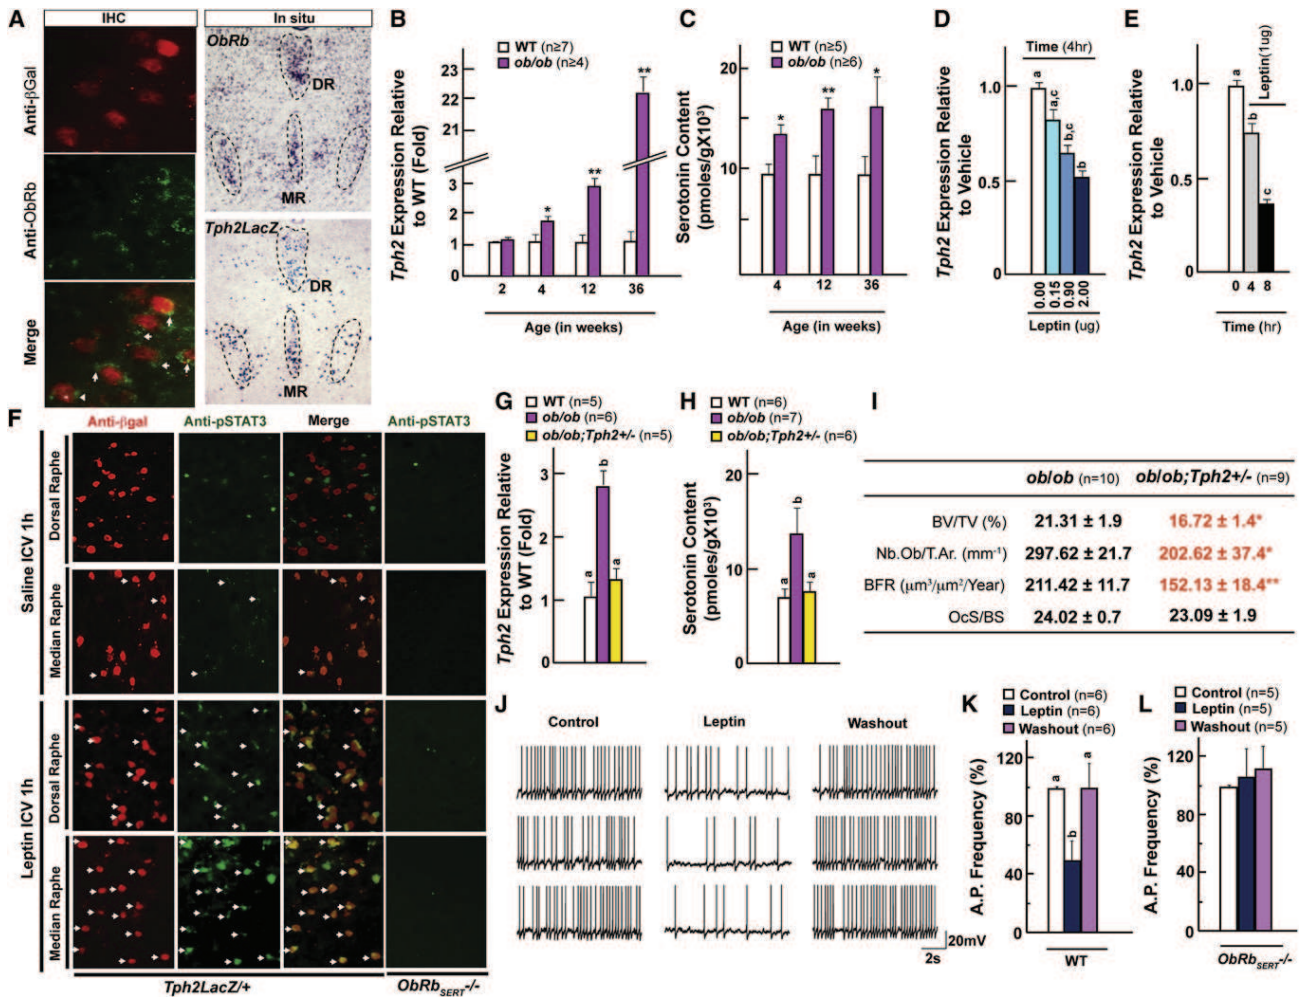 A
IHC
In situ
Anti-βGal
Anti-ObRb
Merge
ObRb
DR
MR
Tph2LacZ
DR
MR
B
WT (n≥7)
ob/ob (n≥4)
Tph2 Expression Relative
to WT (Fold)
23
22
21
3
2
1
0
**
**
*
2 4 12 36
Age (in weeks)
C
WT (n≥5)
ob/ob (n≥6)
Serotonin Content
(pmoles/gX10³)
20
10
0
*
**
*
4 12 36
Age (in weeks)
D
Time (4hr)
Tph2 Expression Relative
to Vehicle
1.0
0.5
0
a
a,c
b,c
b
0.00 0.15 0.90 2.00
Leptin (ug)
E
Leptin(1ug)
Tph2 Expression Relative
to Vehicle
1.0
0.5
0
a
b
c
0 4 8
Time (hr)
F
Anti-βgal Anti-pSTAT3 Merge Anti-pSTAT3
Saline ICV 1h
Dorsal Raphe
Median Raphe
Leptin ICV 1h
Dorsal Raphe
Median Raphe
Tph2LacZ/+ ObRbSERT-/-
G
WT (n=5)
ob/ob (n=6)
ob/ob;Tph2+/- (n=5)
Tph2 Expression Relative
to WT (Fold)
3
1
0
a
b
a
H
WT (n=6)
ob/ob (n=7)
ob/ob;Tph2+/- (n=6)
Serotonin Content
(pmoles/gX10³)
20
10
0
a
b
a
I
ob/ob (n=10) ob/ob;Tph2+/- (n=9)
BV/TV (%) 21.31 ± 1.9 16.72 ± 1.4*
Nb.Ob/T.Ar. (mm⁻¹) 297.62 ± 21.7 202.62 ± 37.4*
BFR (μm³/μm²/Year) 211.42 ± 11.7 152.13 ± 18.4**
OcS/BS 24.02 ± 0.7 23.09 ± 1.9
J
Control Leptin Washout
20mV
2s
K
Control (n=6)
Leptin (n=6)
Washout (n=6)
A.P. Frequency (%)
120
80
40
0
a
b
a
WT
L
Control (n=5)
Leptin (n=5)
Washout (n=5)
A.P. Frequency (%)
120
80
40
0
ObRbSERT-/-